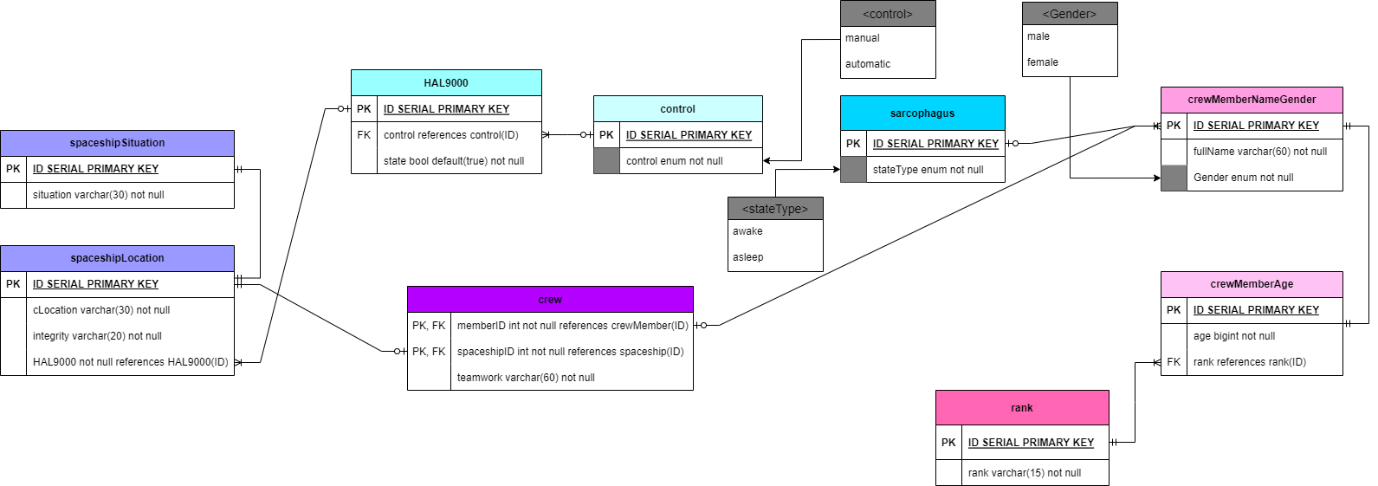 <control>
manual
automatic
<Gender>
male
female
HAL9000
PK ID SERIAL PRIMARY KEY
FK control references control(ID)
state bool default(true) not null
control
PK ID SERIAL PRIMARY KEY
control enum not null
sarcophagus
PK ID SERIAL PRIMARY KEY
stateType enum not null
crewMemberNameGender
PK ID SERIAL PRIMARY KEY
fullName varchar(60) not null
Gender enum not null
spaceshipSituation
PK ID SERIAL PRIMARY KEY
situation varchar(30) not null
<stateType>
awake
asleep
spaceshipLocation
PK ID SERIAL PRIMARY KEY
cLocation varchar(30) not null
integrity varchar(20) not null
HAL9000 not null references HAL9000(ID)
crew
PK, FK memberID int not null references crewMember(ID)
PK, FK spaceshipID int not null references spaceship(ID)
teamwork varchar(60) not null
crewMemberAge
PK ID SERIAL PRIMARY KEY
age bigint not null
FK rank references rank(ID)
rank
PK ID SERIAL PRIMARY KEY
rank varchar(15) not null